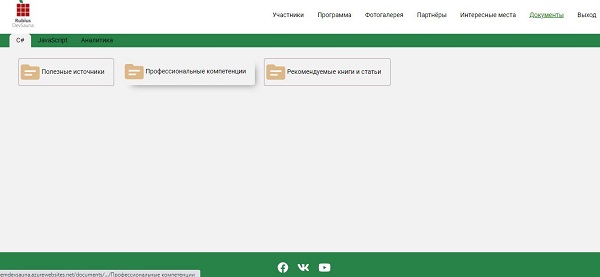 Rubius
DevSauna
Участники
Программа
Фотогалерея
Партнёры
Интересные места
Документы
Выход
C#
JavaScript
Аналитика
Полезные источники
Профессиональные компетенции
Рекомендуемые книги и статьи
emdevsauna.azurewebsites.net/documents/.../Профессиональные компетенции